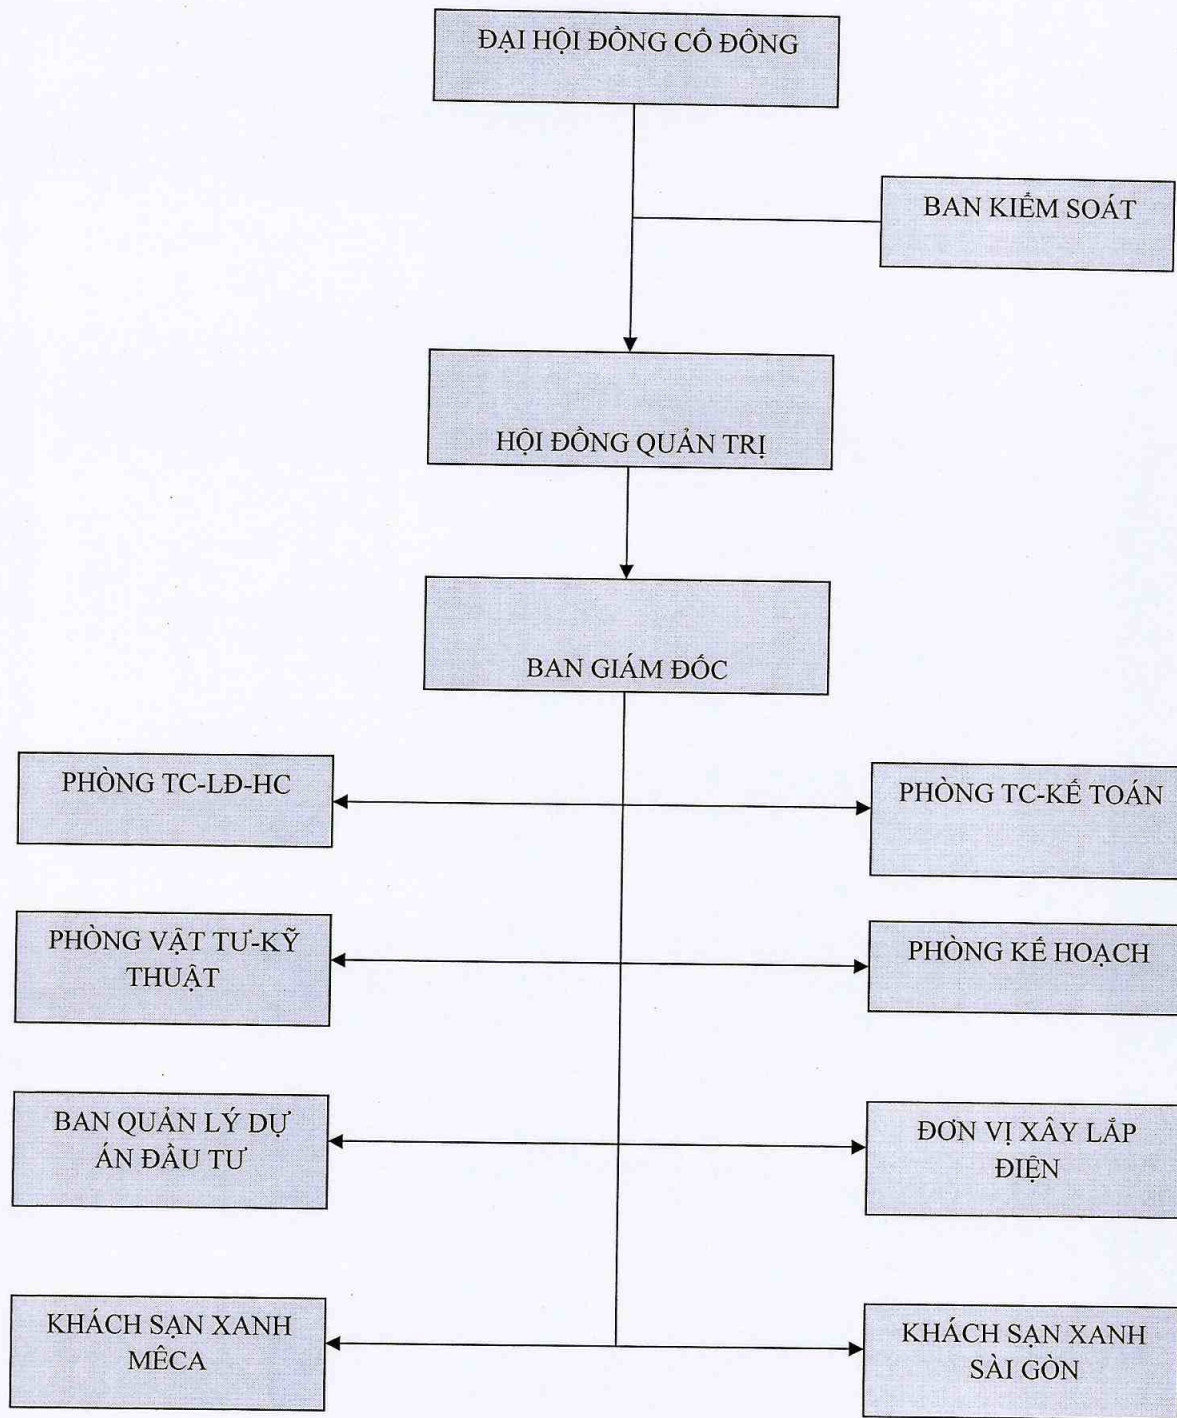 ĐẠI HỘI ĐỒNG CỔ ĐÔNG
BAN KIỂM SOÁT
HỘI ĐỒNG QUẢN TRỊ
BAN GIÁM ĐỐC
PHÒNG TC-LĐ-HC
PHÒNG TC-KẾ TOÁN
PHÒNG VẬT TƯ-KỸ
THUẬT
PHÒNG KẾ HOẠCH
BAN QUẢN LÝ DỰ
ÁN ĐẦU TƯ
ĐƠN VỊ XÂY LẮP
ĐIỆN
KHÁCH SẠN XANH
MÊCA
KHÁCH SẠN XANH
SÀI GÒN